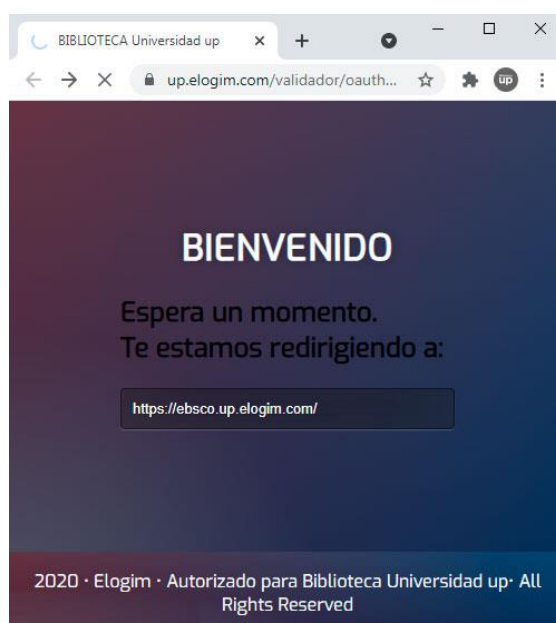 BIBLIOTECA Universidad up
up.elogim.com/validador/oauth...
up
BIENVENIDO
Espera un momento.
Te estamos redirigiendo a:
https://ebsco.up.elogim.com/
2020 · Elogim · Autorizado para Biblioteca Universidad up· All
Rights Reserved